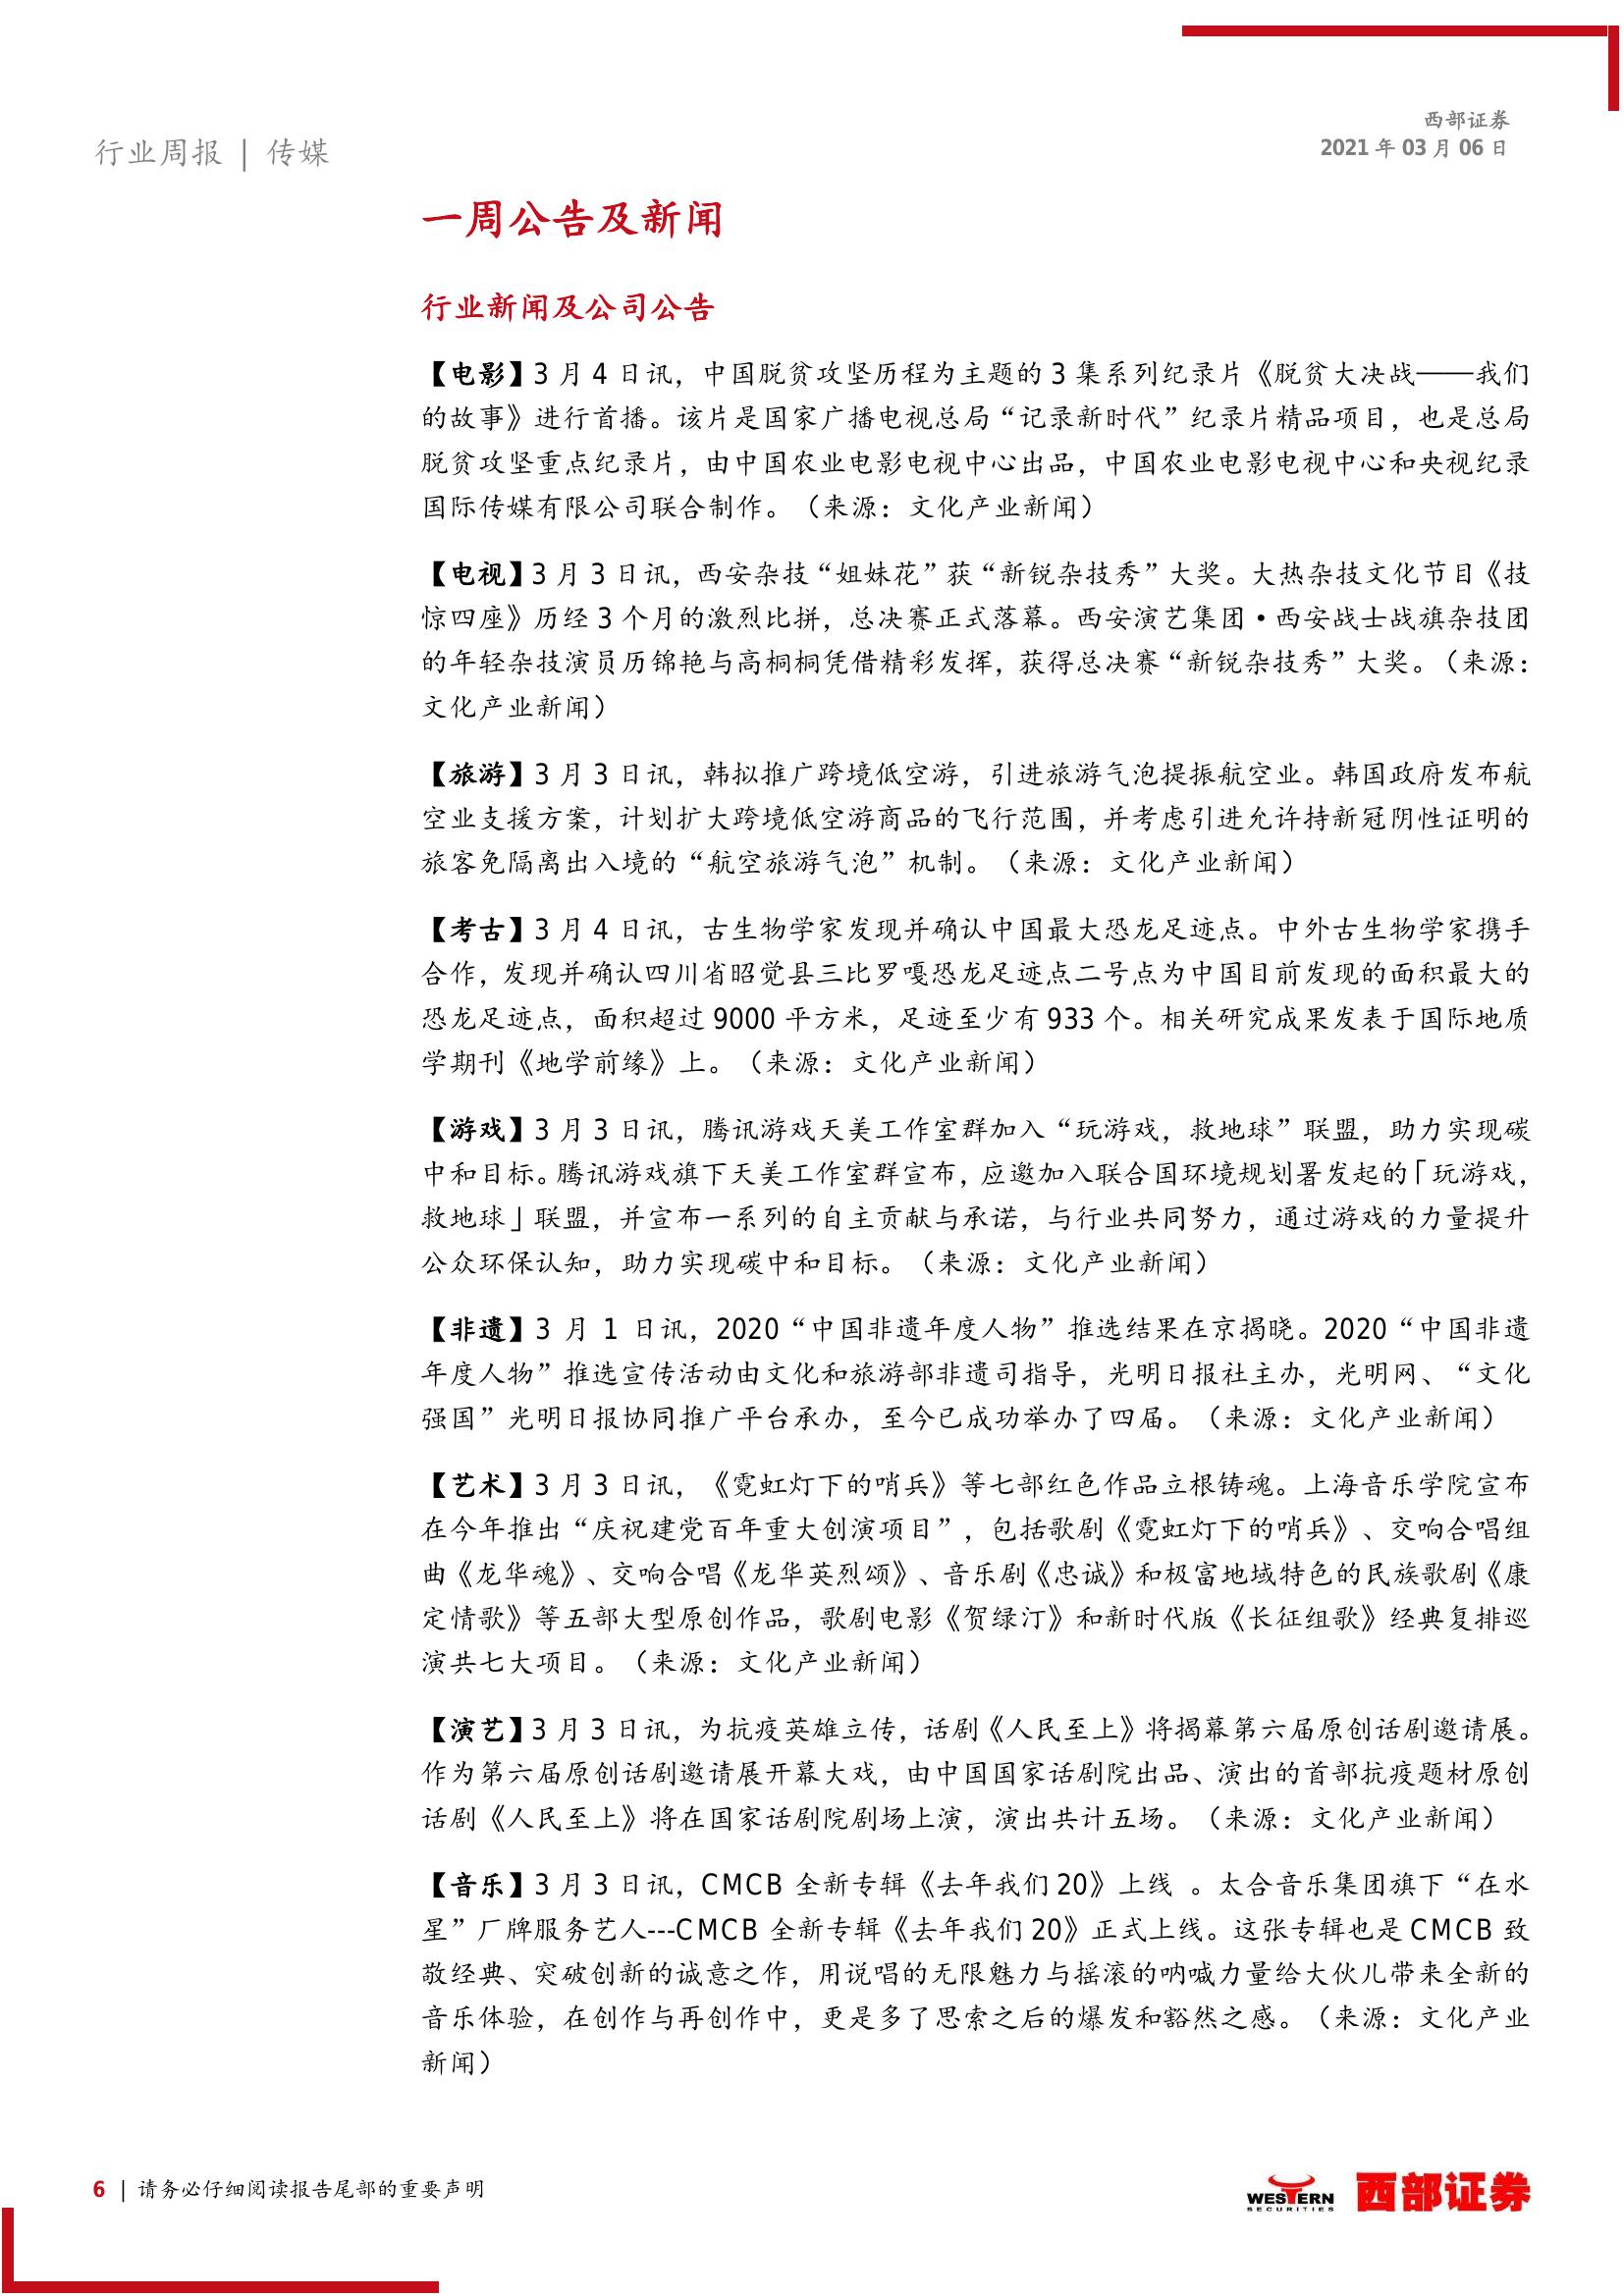 西部证券
2021 年 03 月 06 日
行业周报 | 传媒
一周公告及新闻
行业新闻及公司公告
【电影】3 月 4 日讯，中国脱贫攻坚历程为主题的 3 集系列纪录片《脱贫大决战——我们
的故事》进行首播。该片是国家广播电视总局“记录新时代”纪录片精品项目，也是总局
脱贫攻坚重点纪录片，由中国农业电影电视中心出品，中国农业电影电视中心和央视纪录
国际传媒有限公司联合制作。（来源：文化产业新闻）
【电视】3 月 3 日讯，西安杂技“姐妹花”获“新锐杂技秀”大奖。大热杂技文化节目《技
惊四座》历经 3 个月的激烈比拼，总决赛正式落幕。西安演艺集团•西安战士战旗杂技团
的年轻杂技演员历锦艳与高桐桐凭借精彩发挥，获得总决赛“新锐杂技秀”大奖。（来源：
文化产业新闻）
【旅游】3 月 3 日讯，韩拟推广跨境低空游，引进旅游气泡提振航空业。韩国政府发布航
空业支援方案，计划扩大跨境低空游商品的飞行范围，并考虑引进允许持新冠阴性证明的
旅客免隔离出入境的“航空旅游气泡”机制。（来源：文化产业新闻）
【考古】3 月 4 日讯，古生物学家发现并确认中国最大恐龙足迹点。中外古生物学家携手
合作，发现并确认四川省昭觉县三比罗嘎恐龙足迹点二号点为中国目前发现的面积最大的
恐龙足迹点，面积超过 9000 平方米，足迹至少有 933 个。相关研究成果发表于国际地质
学期刊《地学前缘》上。（来源：文化产业新闻）
【游戏】3 月 3 日讯，腾讯游戏天美工作室群加入“玩游戏，救地球”联盟，助力实现碳
中和目标。腾讯游戏旗下天美工作室群宣布，应邀加入联合国环境规划署发起的「玩游戏，
救地球」联盟，并宣布一系列的自主贡献与承诺，与行业共同努力，通过游戏的力量提升
公众环保认知，助力实现碳中和目标。（来源：文化产业新闻）
【非遗】3 月 1 日讯，2020“中国非遗年度人物”推选结果在京揭晓。2020“中国非遗
年度人物”推选宣传活动由文化和旅游部非遗司指导，光明日报社主办，光明网、“文化
强国”光明日报协同推广平台承办，至今已成功举办了四届。（来源：文化产业新闻）
【艺术】3 月 3 日讯，《霓虹灯下的哨兵》等七部红色作品立根铸魂。上海音乐学院宣布
在今年推出“庆祝建党百年重大创演项目”，包括歌剧《霓虹灯下的哨兵》、交响合唱组
曲《龙华魂》、交响合唱《龙华英烈颂》、音乐剧《忠诚》和极富地域特色的民族歌剧《康
定情歌》等五部大型原创作品，歌剧电影《贺绿汀》和新时代版《长征组歌》经典复排巡
演共七大项目。（来源：文化产业新闻）
【演艺】3 月 3 日讯，为抗疫英雄立传，话剧《人民至上》将揭幕第六届原创话剧邀请展。
作为第六届原创话剧邀请展开幕大戏，由中国国家话剧院出品、演出的首部抗疫题材原创
话剧《人民至上》将在国家话剧院剧场上演，演出共计五场。（来源：文化产业新闻）
【音乐】3 月 3 日讯，CMCB 全新专辑《去年我们 20》上线 。太合音乐集团旗下“在水
星”厂牌服务艺人---CMCB 全新专辑《去年我们 20》正式上线。这张专辑也是 CMCB 致
敬经典、突破创新的诚意之作，用说唱的无限魅力与摇滚的呐喊力量给大伙儿带来全新的
音乐体验，在创作与再创作中，更是多了思索之后的爆发和豁然之感。（来源：文化产业
新闻）
6 | 请务必仔细阅读报告尾部的重要声明
WESTERN
SECURITIES
西部证券